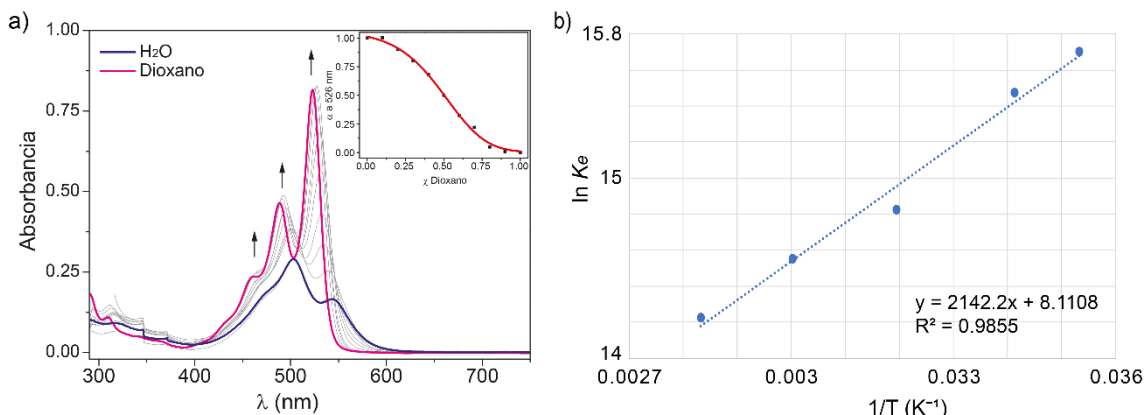 a)
Absorbancia
1.00
0.75
0.50
0.25
0.00
300
400
500
600
700
λ (nm)
H₂O
Dioxano
α a 526 nm
1.00
0.75
0.50
0.25
0.00
0.00
0.25
0.50
0.75
1.00
χ Dioxano
b)
ln Ke
15.8
15
14
0.0027
0.003
0.033
0.036
1/T (K⁻¹)
y = 2142.2x + 8.1108
R² = 0.9855